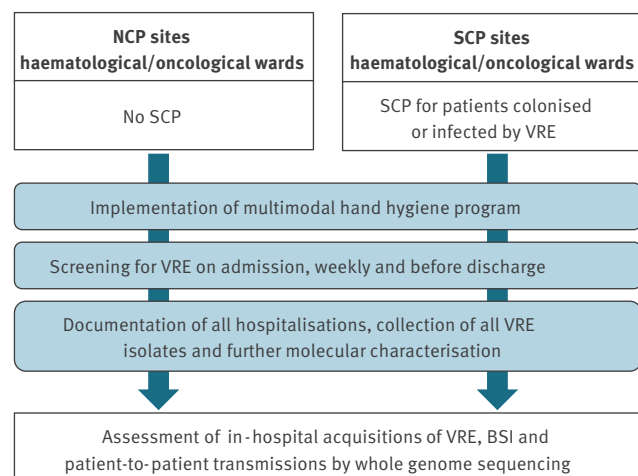 NCP sites
haematological/oncological wards
No SCP
SCP sites
haematological/oncological wards
SCP for patients colonised
or infected by VRE
Implementation of multimodal hand hygiene program
Screening for VRE on admission, weekly and before discharge
Documentation of all hospitalisations, collection of all VRE
isolates and further molecular characterisation
Assessment of in-hospital acquisitions of VRE, BSI and
patient-to-patient transmissions by whole genome sequencing